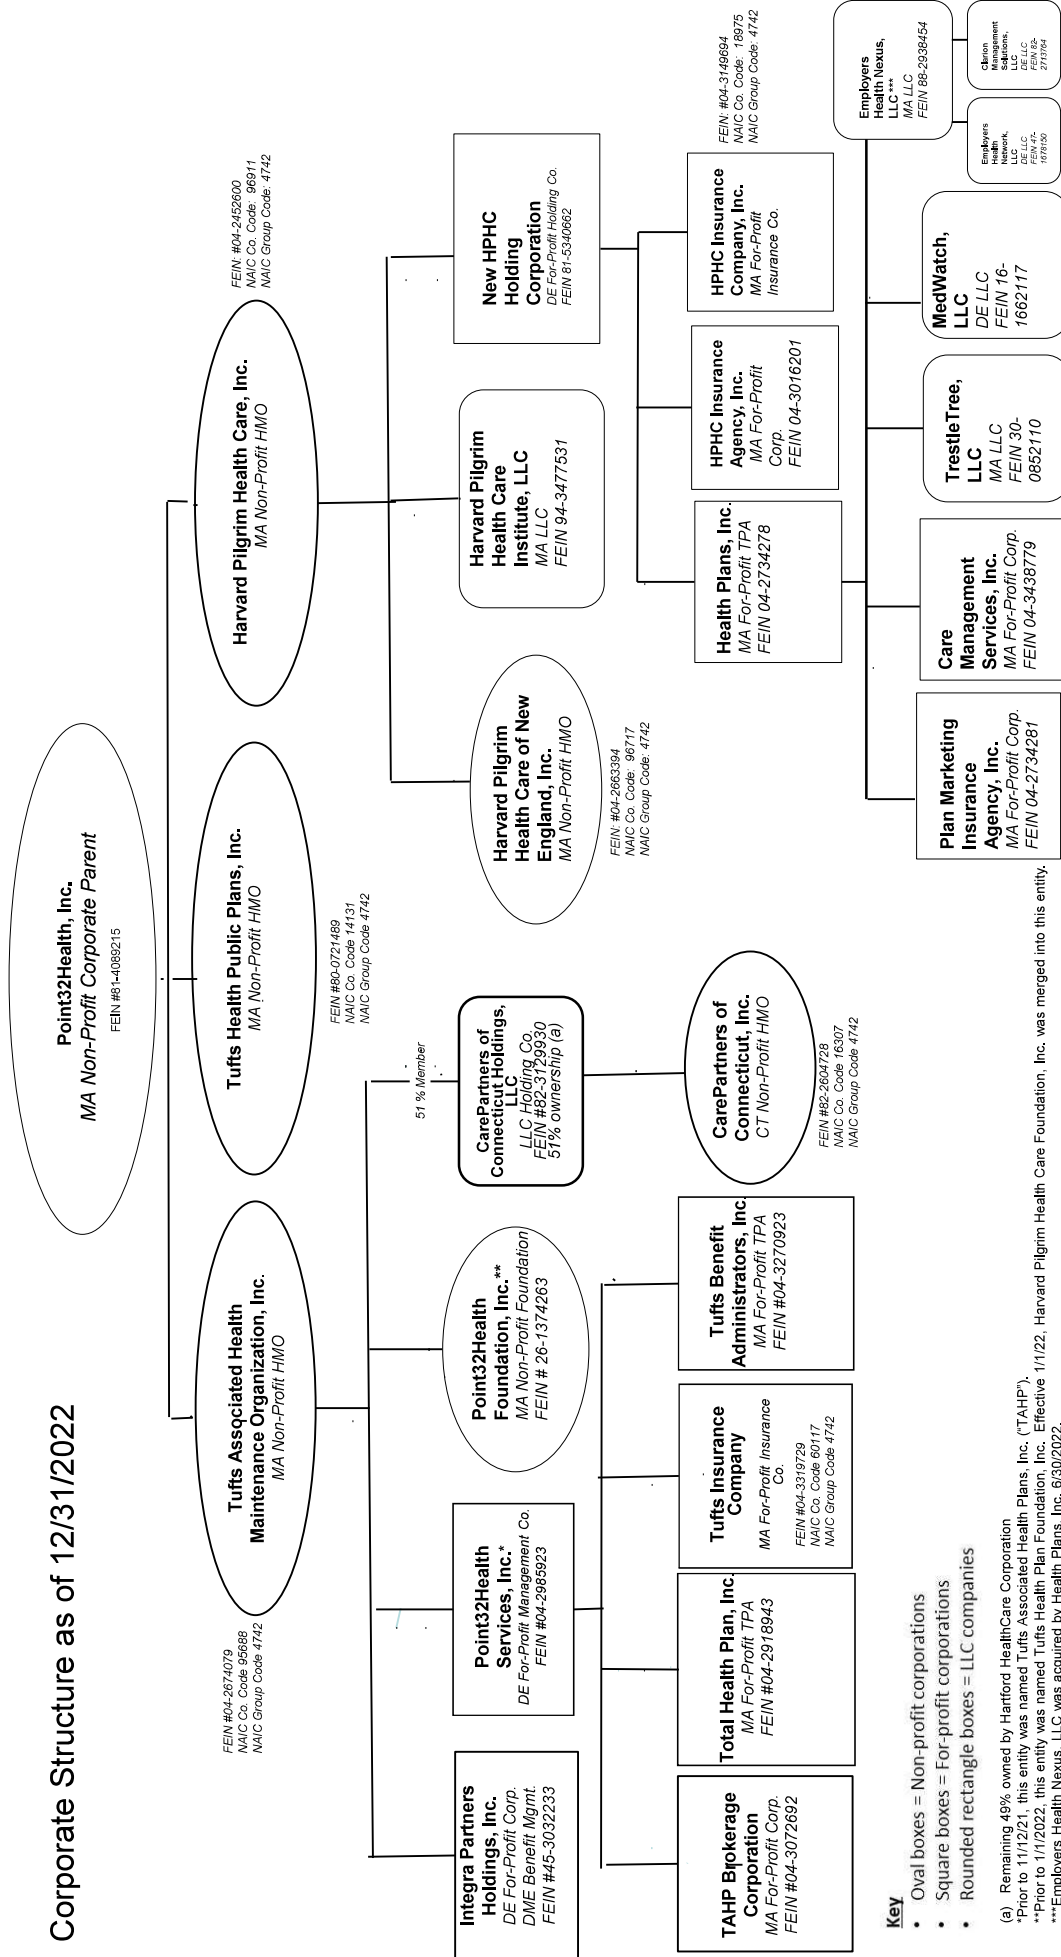 Corporate Structure as of 12/31/2022
Point32Health, Inc.
MA Non-Profit Corporate Parent
FEIN #81-4089215
Tufts Associated Health
Maintenance Organization, Inc.
MA Non-Profit HMO
FEIN #04-2674079
NAIC Co. Code 95688
NAIC Group Code 4742
Tufts Health Public Plans, Inc.
MA Non-Profit HMO
FEIN #80-0721489
NAIC Co. Code 14131
NAIC Group Code 4742
Harvard Pilgrim Health Care, Inc.
MA Non-Profit HMO
FEIN: #04-2452600
NAIC Co. Code: 96911
NAIC Group Code: 4742
Integra Partners
Holdings, Inc.
DE For-Profit Corp.
DME Benefit Mgmt.
FEIN #45-3032233
Point32Health
Services, Inc.*
DE For-Profit Management Co.
FEIN #04-2985923
Point32Health
Foundation, Inc.**
MA Non-Profit Foundation
FEIN # 26-1374263
51 % Member
CarePartners of
Connecticut Holdings,
LLC
LLC Holding Co.
FEIN #82-3129930
51% ownership (a)
Harvard Pilgrim
Health Care of New
England, Inc.
MA Non-Profit HMO
FEIN: #04-2663394
NAIC Co. Code: 96717
NAIC Group Code: 4742
Harvard Pilgrim
Health Care
Institute, LLC
MA LLC
FEIN 94-3477531
New HPHC
Holding
Corporation
DE For-Profit Holding Co.
FEIN 81-5340662
TAHP Brokerage
Corporation
MA For-Profit Corp.
FEIN #04-3072692
Total Health Plan, Inc.
MA For-Profit TPA
FEIN #04-2918943
Tufts Insurance
Company
MA For-Profit Insurance
Co.
FEIN #04-3319729
NAIC Co. Code 60117
NAIC Group Code 4742
Tufts Benefit
Administrators, Inc.
MA For-Profit TPA
FEIN #04-3270923
CarePartners of
Connecticut, Inc.
CT Non-Profit HMO
FEIN #82-2604728
NAIC Co. Code 16307
NAIC Group Code 4742
Health Plans, Inc.
MA For-Profit TPA
FEIN 04-2734278
HPHC Insurance
Agency, Inc.
MA For-Profit
Corp.
FEIN 04-3016201
HPHC Insurance
Company, Inc.
MA For-Profit
Insurance Co.
FEIN: #04-3149694
NAIC Co. Code: 18975
NAIC Group Code: 4742
Plan Marketing
Insurance
Agency, Inc.
MA For-Profit Corp.
FEIN 04-2734281
Care
Management
Services, Inc.
MA For-Profit Corp.
FEIN 04-3438779
TrestleTree,
LLC
MA LLC
FEIN 30-
0852110
MedWatch,
LLC
DE LLC
FEIN 16-
1662117
Employers
Health Nexus,
LLC ***
MA LLC
FEIN 88-2938454
Employers
Health
Network,
LLC
DE LLC
FEIN 47-
1678150
Clarion
Management
Solutions,
LLC
DE LLC
FEIN 82-
2713764
Key
• Oval boxes = Non-profit corporations
• Square boxes = For-profit corporations
• Rounded rectangle boxes = LLC companies
(a) Remaining 49% owned by Hartford HealthCare Corporation
*Prior to 11/12/21, this entity was named Tufts Associated Health Plans, Inc. ("TAHP").
**Prior to 1/1/2022, this entity was named Tufts Health Plan Foundation, Inc. Effective 1/1/22, Harvard Pilgrim Health Care Foundation, Inc. was merged into this entity.
***Employers Health Nexus, LLC was acquired by Health Plans, Inc. 6/30/2022.